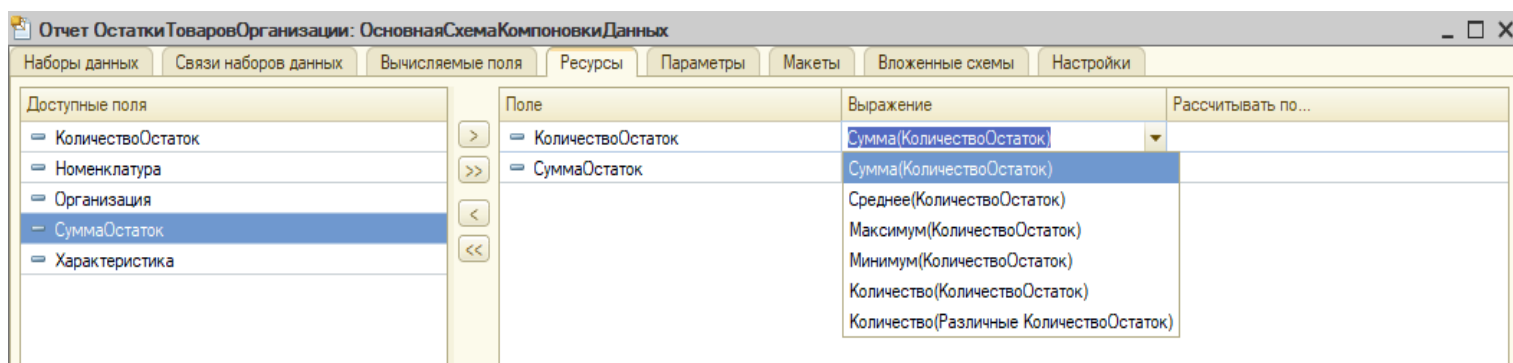 Отчет ОстаткиТоваровОрганизации: ОсновнаяСхемаКомпоновкиДанных
Наборы данных Связи наборов данных Вычисляемые поля Ресурсы Параметры Макеты Вложенные схемы Настройки
Доступные поля Поле Выражение Рассчитывать по...
КоличествоОстаток > КоличествоОстаток Сумма(КоличествоОстаток)
Номенклатура >> СуммаОстаток Сумма(КоличествоОстаток)
Организация < Среднее(КоличествоОстаток)
СуммаОстаток << Максимум(КоличествоОстаток)
Характеристика Минимум(КоличествоОстаток)
Количество(КоличествоОстаток)
Количество(Различные КоличествоОстаток)